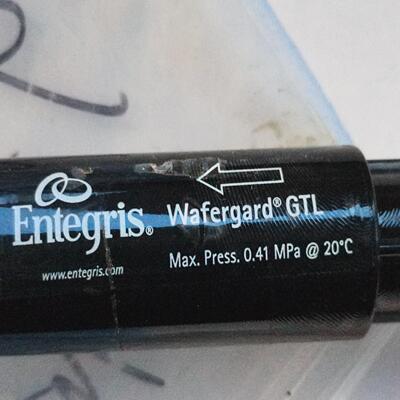 Entegris®
www.entegris.com
Wafergard® GTL
Max. Press. 0.41 MPa @ 20°C